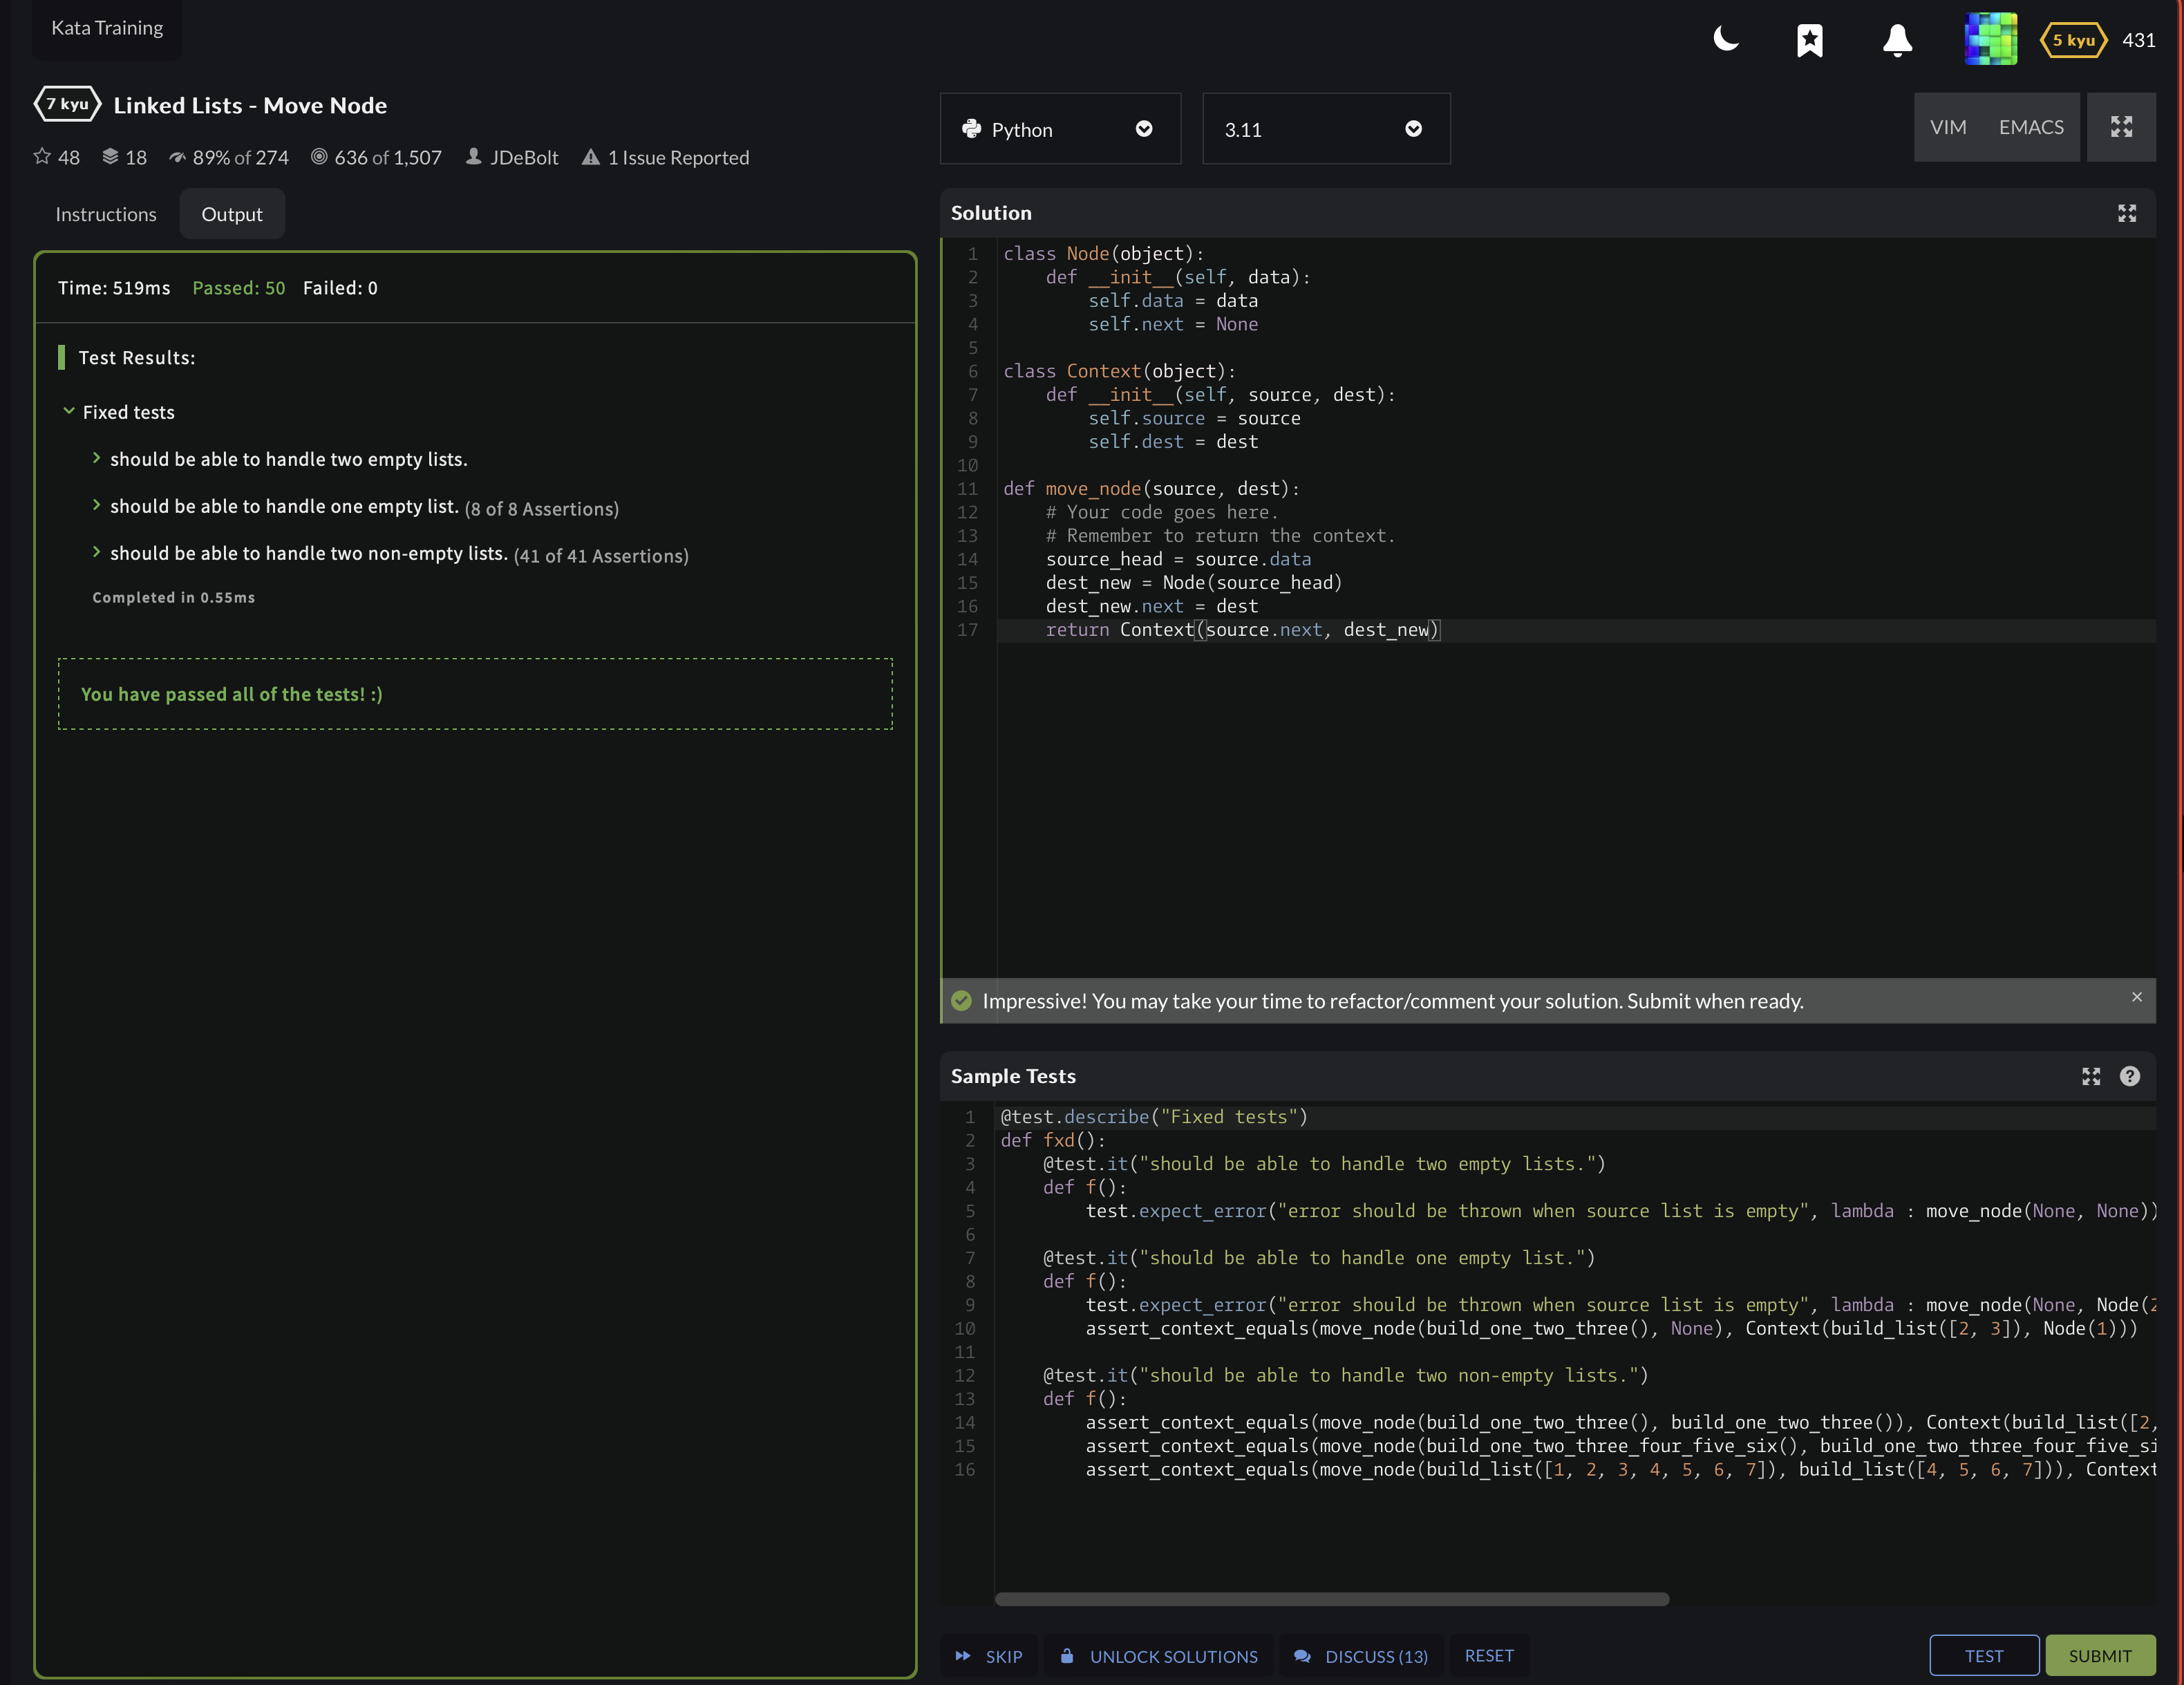 Kata Training
5 kyu 431
7 kyu Linked Lists - Move Node
48 18 89% of 274 636 of 1,507 JDeBolt 1 Issue Reported
Python 3.11 VIM EMACS
Instructions Output
Time: 519ms Passed: 50 Failed: 0
Test Results:
Fixed tests
should be able to handle two empty lists.
should be able to handle one empty list. (8 of 8 Assertions)
should be able to handle two non-empty lists. (41 of 41 Assertions)
Completed in 0.55ms
You have passed all of the tests! :)
Solution
1 class Node(object):
2     def __init__(self, data):
3         self.data = data
4         self.next = None
5
6 class Context(object):
7     def __init__(self, source, dest):
8         self.source = source
9         self.dest = dest
10
11 def move_node(source, dest):
12     # Your code goes here.
13     # Remember to return the context.
14     source_head = source.data
15     dest_new = Node(source_head)
16     dest_new.next = dest
17     return Context(source.next, dest_new)
Impressive! You may take your time to refactor/comment your solution. Submit when ready. ×
Sample Tests ?
1 @test.describe("Fixed tests")
2 def fxd():
3     @test.it("should be able to handle two empty lists.")
4     def f():
5         test.expect_error("error should be thrown when source list is empty", lambda : move_node(None, None))
6
7     @test.it("should be able to handle one empty list.")
8     def f():
9         test.expect_error("error should be thrown when source list is empty", lambda : move_node(None, Node(2
10         assert_context_equals(move_node(build_one_two_three(), None), Context(build_list([2, 3]), Node(1)))
11
12     @test.it("should be able to handle two non-empty lists.")
13     def f():
14         assert_context_equals(move_node(build_one_two_three(), build_one_two_three()), Context(build_list([2,
15         assert_context_equals(move_node(build_one_two_three_four_five_six(), build_one_two_three_four_five_si
16         assert_context_equals(move_node(build_list([1, 2, 3, 4, 5, 6, 7]), build_list([4, 5, 6, 7])), Context
SKIP UNLOCK SOLUTIONS DISCUSS (13) RESET TEST SUBMIT